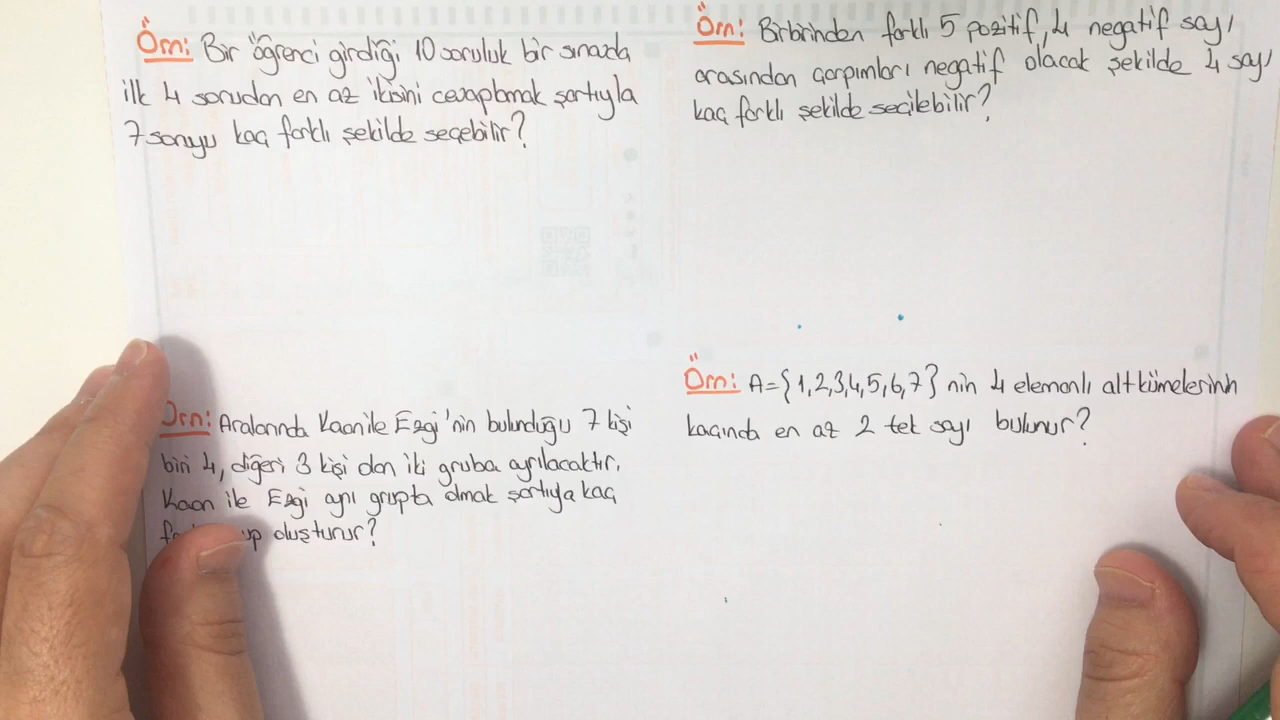 Örn: Bir öğrenci girdiği 10 soruluk bir sınavda
ilk 4 sorudan en az ikisini cevaplamak şartıyla
7 soruyu kaç farklı şekilde seçebilir?
Örn: Birbirinden farklı 5 pozitif, 4 negatif sayı
arasından çarpımları negatif olacak şekilde 4 sayı
kaç farklı şekilde seçilebilir?
Örn: Aralarında Kaan ile Ezgi'nin bulunduğu 7 kişi
biri 4, diğeri 3 kişi dan iki gruba ayrılacaktır.
Kaan ile Ezgi aynı grupta olmak şartıyla kaç
oluşturur?
Örn: A={1,2,3,4,5,6,7} nin 4 elemanlı alt kümelerinin
kaçında en az 2 tek sayı bulunur?